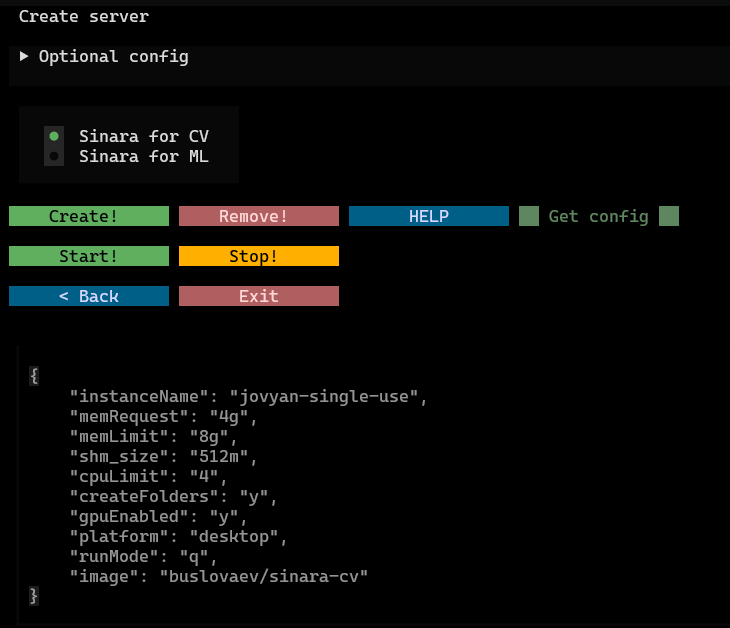 Create server
▶ Optional config
Sinara for CV
Sinara for ML
Create! Remove! HELP Get config
Start! Stop!
< Back Exit
{
"instanceName": "jovyan-single-use",
"memRequest": "4g",
"memLimit": "8g",
"shm_size": "512m",
"cpuLimit": "4",
"createFolders": "y",
"gpuEnabled": "y",
"platform": "desktop",
"runMode": "q",
"image": "buslovaev/sinara-cv"
}